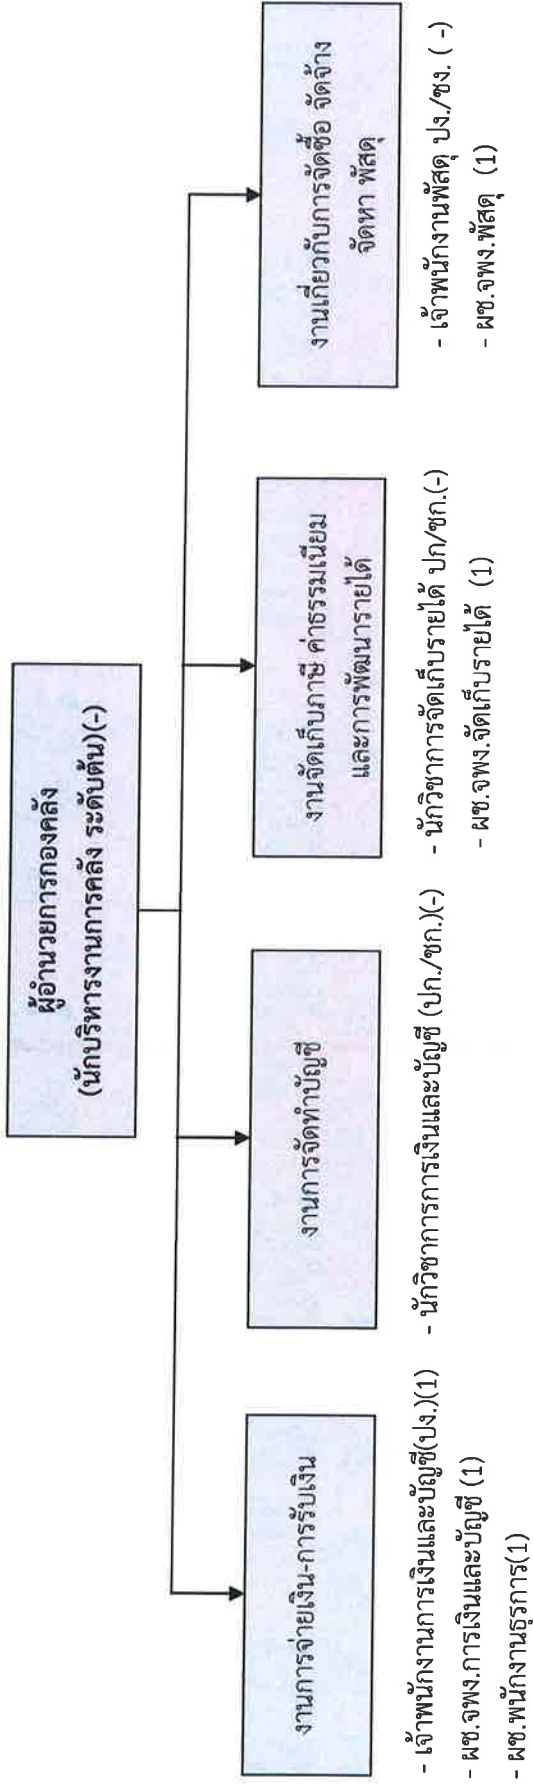 ผู้อำนวยการกองคลัง
(นักบริหารงานการคลัง ระดับต้น)(-)
งานการจ่ายเงิน-การรับเงิน
- เจ้าพนักงานการเงินและบัญชี(ปง.)(1)
- ผช.จพง.การเงินและบัญชี (1)
- ผช.พนักงานธุรการ(1)
งานการจัดทำบัญชี
- นักวิชาการการเงินและบัญชี (ปก./ชก.)(-)
งานจัดเก็บภาษี ค่าธรรมเนียม
และการพัฒนารายได้
- นักวิชาการจัดเก็บรายได้ ปก/ชก.(-)
- ผช.จพง.จัดเก็บรายได้ (1)
งานเกี่ยวกับการจัดซื้อ จัดจ้าง
จัดหา พัสดุ
- เจ้าพนักงานพัสดุ ปง./ชง. ( -)
- ผช.จพง.พัสดุ (1)